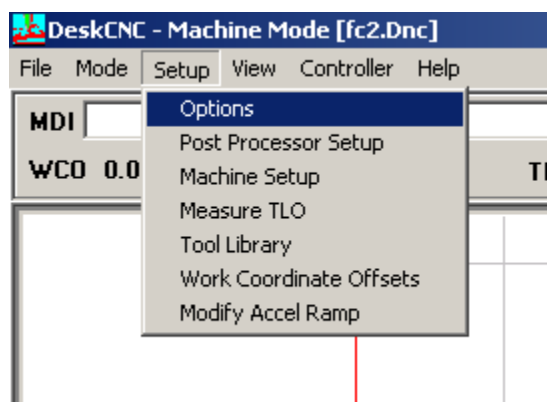 DeskCNC - Machine Mode [fc2.Dnc]
File Mode Setup View Controller Help
MDI
Options
Post Processor Setup
WCO 0.0
Machine Setup
Measure TLO
Tool Library
Work Coordinate Offsets
Modify Accel Ramp